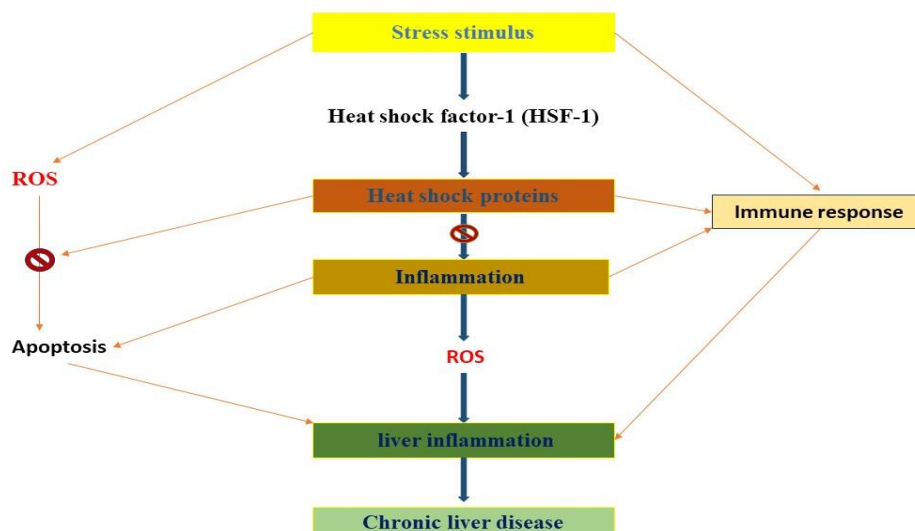 Stress stimulus
Heat shock factor-1 (HSF-1)
ROS
Heat shock proteins
Immune response
Inflammation
Apoptosis
ROS
liver inflammation
Chronic liver disease